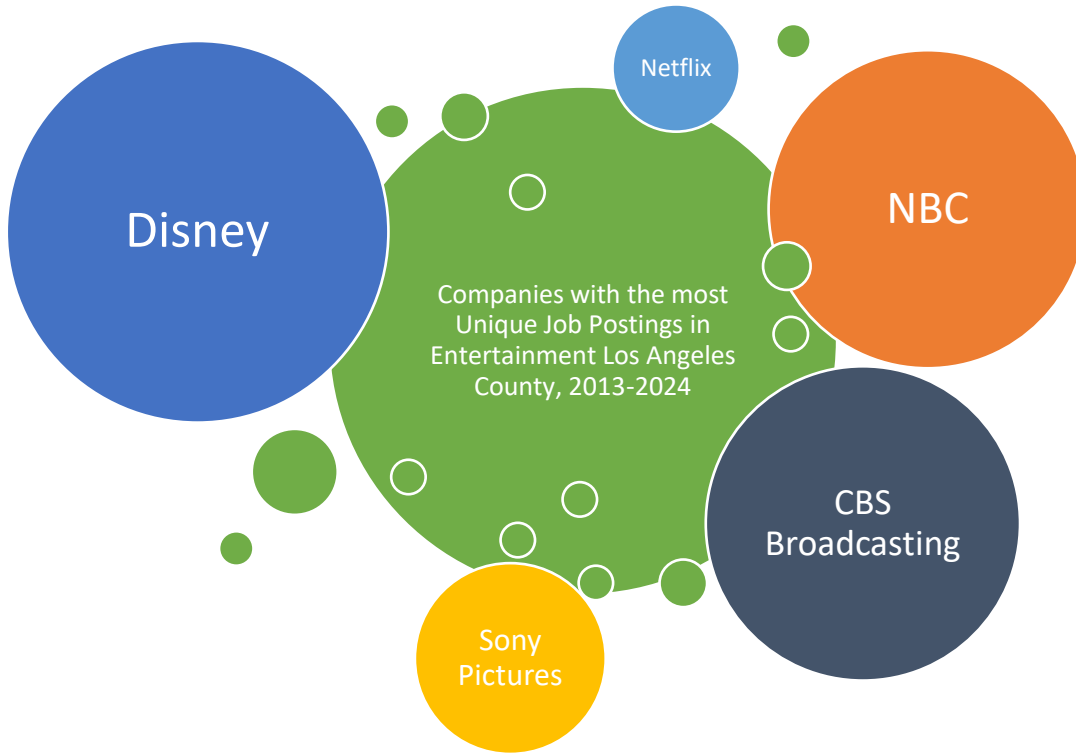 Netflix
Disney
NBC
Companies with the most
Unique Job Postings in
Entertainment Los Angeles
County, 2013-2024
CBS
Broadcasting
Sony
Pictures